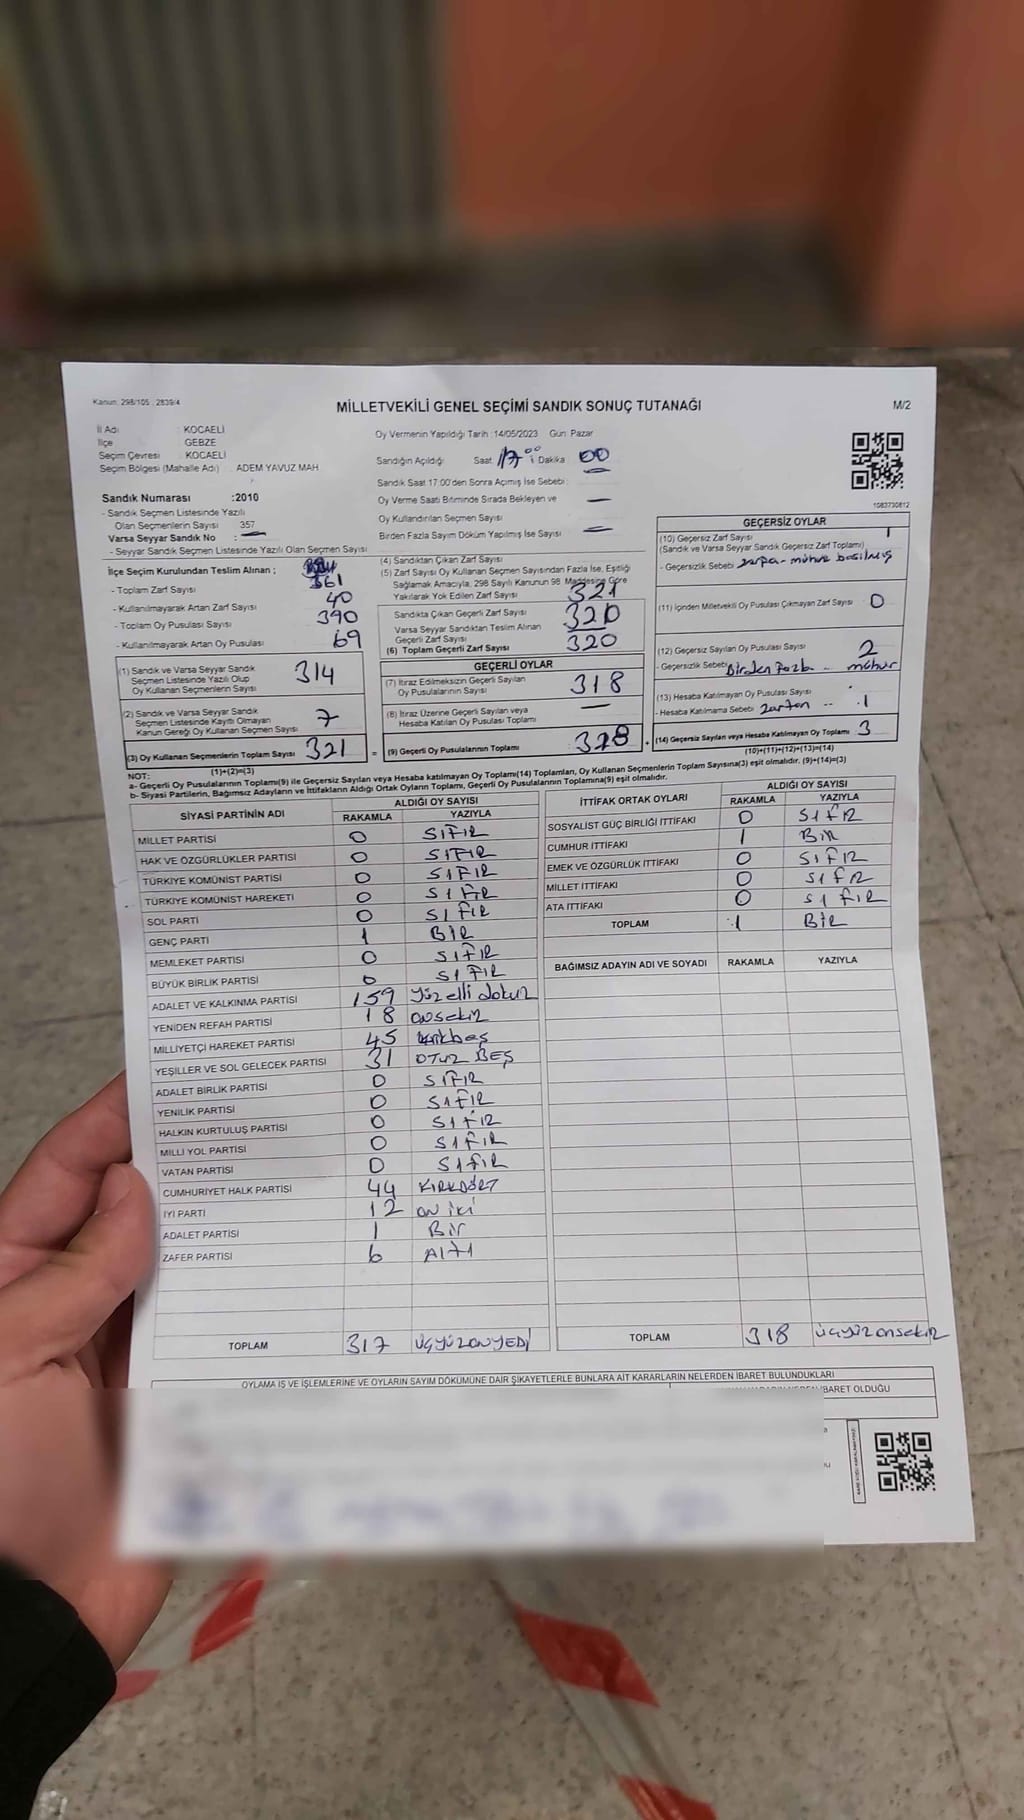 Kanun, 298/105 , 2839/4
MİLLETVEKİLİ GENEL SEÇİMİ SANDIK SONUÇ TUTANAĞI
M/2
İl Adı : KOCAELİ
İlçe GEBZE
Seçim Çevresi : KOCAELİ
Seçim Bölgesi (Mahalle Adı) . ADEM YAVUZ MAH
Sandık Numarası :2010
- Sandık Seçmen Listesinde Yazılı
Olan Seçmenlerin Sayısı 357
Varsa Seyyar Sandık No : —
- Seyyar Sandık Seçmen Listesinde Yazılı Olan Seçmen Sayısı
Oy Vermenin Yapıldığı Tarih :14/05/2023 Gün: Pazar
Sandığın Açıldığı Saat 17 00 Dakika 00
Sandık Saat 17:00'den Sonra Açımış İse Sebebi :
Oy Verme Saati Bitiminde Sırada Bekleyen ve —
Oy Kullandırılan Seçmen Sayısı
Birden Fazla Sayım Döküm Yapılmış İse Sayısı —
1083730812
İlçe Seçim Kurulundan Teslim Alınan ;
- Toplam Zarf Sayısı 361
- Kullanılmayarak Artan Zarf Sayısı 40
- Toplam Oy Pusulası Sayısı 390
- Kullanılmayarak Artan Oy Pusulası 69
(1) Sandık ve Varsa Seyyar Sandık
Seçmen Listesinde Yazılı Olup
Oy Kullanan Seçmenlerin Sayısı 314
(2) Sandık ve Varsa Seyyar Sandık
Seçmen Listesinde Kayıtlı Olmayan
Kanun Gereği Oy Kullanan Seçmen Sayısı 7
(3) Oy Kullanan Seçmenlerin Toplam Sayısı 321 =
(1)+(2)=(3)
(4) Sandıktan Çıkan Zarf Sayısı
(5) Zarf Sayısı Oy Kullanan Seçmen Sayısından Fazla İse, Eşitliği
Sağlamak Amacıyla, 298 Sayılı Kanunun 98. Maddesine Göre
Yakılarak Yok Edilen Zarf Sayısı 321
Sandıkta Çıkan Geçerli Zarf Sayısı 320
Varsa Seyyar Sandıktan Teslim Alınan
Geçerli Zarf Sayısı
(6) Toplam Geçerli Zarf Sayısı 320
GEÇERLİ OYLAR
(7) İtiraz Edilmeksizin Geçerli Sayılan
Oy Pusulalarının Sayısı 318
(8) İtiraz Üzerine Geçerli Sayılan veya
Hesaba Katılan Oy Pusulası Toplamı —
(9) Geçerli Oy Pusulalarının Toplamı 318 +
GEÇERSİZ OYLAR
(10) Geçersiz Zarf Sayısı 1
(Sandık ve Varsa Seyyar Sandık Geçersiz Zarf Toplamı)
- Geçersizlik Sebebi zarfa - mühür basılmış
(11) İçinden Milletvekili Oy Pusulası Çıkmayan Zarf Sayısı 0
(12) Geçersiz Sayılan Oy Pusulası Sayısı 2
- Geçersizlik Sebebi Birden Fazla - mühür
(13) Hesaba Katılmayan Oy Pusulası Sayısı
- Hesaba Katılmama Sebebi 1
(14) Geçersiz Sayılan veya Hesaba Katılmayan Oy Toplamı 3
(10)+(11)+(12)+(13)=(14)
NOT:
a- Geçerli Oy Pusulalarının Toplamı(9) ile Geçersiz Sayılan veya Hesaba katılmayan Oy Toplamı(14) Toplamları, Oy Kullanan Seçmenlerin Toplam Sayısına(3) eşit olmalıdır. (9)+(14)=(3)
b- Siyasi Partilerin, Bağımsız Adayların ve İttifakların Aldığı Ortak Oyların Toplamı, Geçerli Oy Pusulalarının Toplamına(9) eşit olmalıdır.
SİYASİ PARTİNİN ADI ALDIĞI OY SAYISI
RAKAMLA YAZIYLA
MİLLET PARTİSİ 0 SIFIR
HAK VE ÖZGÜRLÜKLER PARTİSİ 0 SIFIR
TÜRKİYE KOMÜNİST PARTİSİ 0 SIFIR
TÜRKİYE KOMÜNİST HAREKETİ 0 SIFIR
SOL PARTİ 0 SIFIR
GENÇ PARTİ 1 BİR
MEMLEKET PARTİSİ 0 SIFIR
BÜYÜK BİRLİK PARTİSİ 0 SIFIR
ADALET VE KALKINMA PARTİSİ 159 yüzelli dokuz
YENİDEN REFAH PARTİSİ 18 onsekiz
MİLLİYETÇİ HAREKET PARTİSİ 45 kırkbeş
YEŞİLLER VE SOL GELECEK PARTİSİ 31 OTUZ BEŞ
ADALET BİRLİK PARTİSİ 0 SIFIR
YENİLİK PARTİSİ 0 SIFIR
HALKIN KURTULUŞ PARTİSİ 0 SIFIR
MİLLİ YOL PARTİSİ 0 SIFIR
VATAN PARTİSİ 0 SIFIR
CUMHURİYET HALK PARTİSİ 44 KIRKDÖRT
İYİ PARTİ 12 on iki
ADALET PARTİSİ 1 Bir
ZAFER PARTİSİ 6 Altı
TOPLAM 317 ÜÇYÜZONYEDİ
İTTİFAK ORTAK OYLARI ALDIĞI OY SAYISI
RAKAMLA YAZIYLA
SOSYALİST GÜÇ BİRLİĞİ İTTİFAKI 0 SIFIR
CUMHUR İTTİFAKI 1 BİR
EMEK VE ÖZGÜRLÜK İTTİFAKI 0 SIFIR
MİLLET İTTİFAKI 0 SIFIR
ATA İTTİFAKI 0 SIFIR
TOPLAM 1 BİR
BAĞIMSIZ ADAYIN ADI VE SOYADI RAKAMLA YAZIYLA
TOPLAM 318 üçyüzonsekiz
OYLAMA İŞ VE İŞLEMLERİNE VE OYLARIN SAYIM DÖKÜMÜNE DAİR ŞİKAYETLERLE BUNLARA AİT KARARLARIN NELERDEN İBARET BULUNDUKLARI
İBARET OLDUĞU